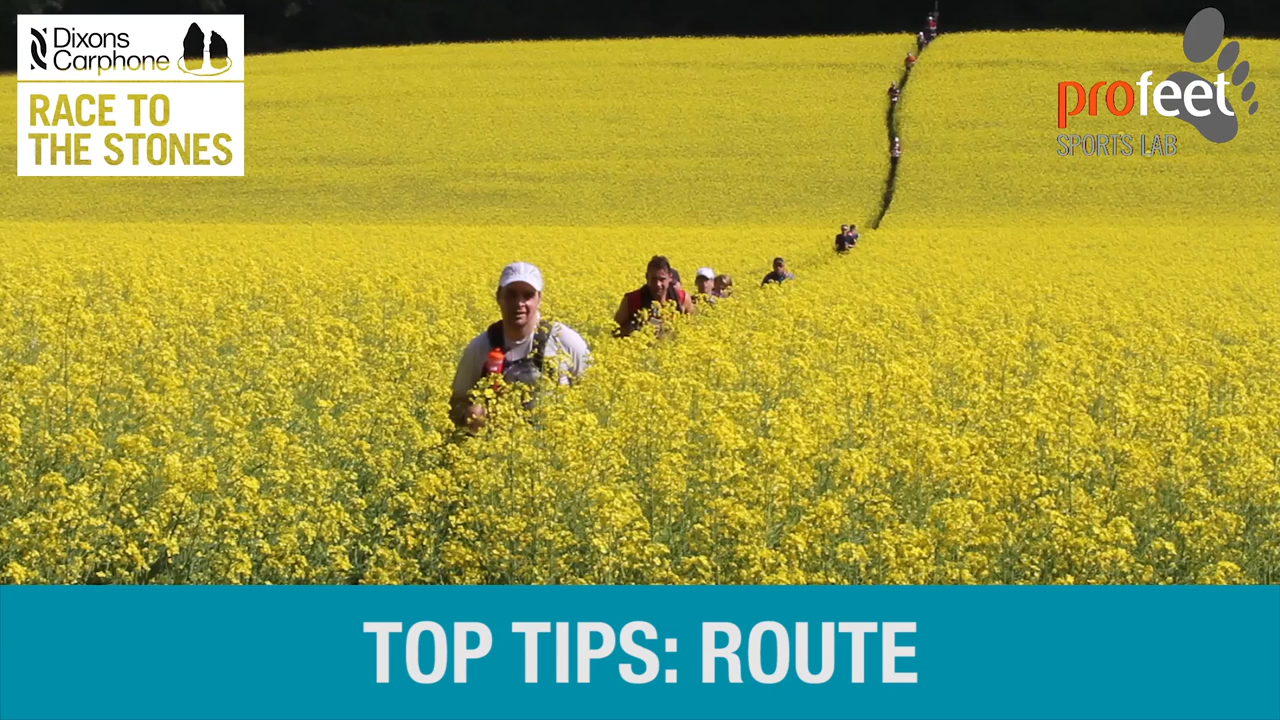 Dixons
Carphone
RACE TO
THE STONES
profeet
SPORTS LAB
TOP TIPS: ROUTE